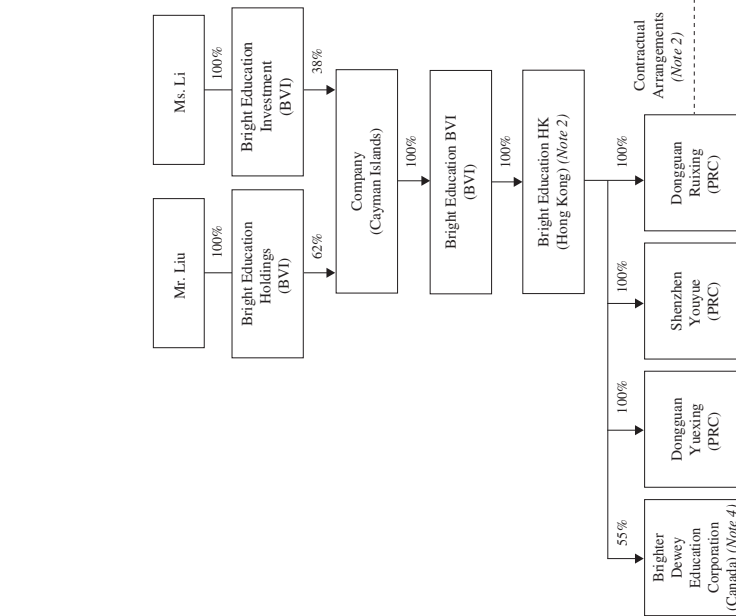 Mr. Liu
Ms. Li
100%
100%
Bright Education
Holdings
(BVI)
Bright Education
Investment
(BVI)
62%
38%
Company
(Cayman Islands)
100%
Bright Education BVI
(BVI)
100%
Bright Education HK
(Hong Kong) (Note 2)
55%
100%
100%
100%
Brighter
Dewey
Education
Corporation
(Canada) (Note 4)
Dongguan
Yuexing
(PRC)
Shenzhen
Youyue
(PRC)
Dongguan
Ruixing
(PRC)
Contractual
Arrangements
(Note 2)